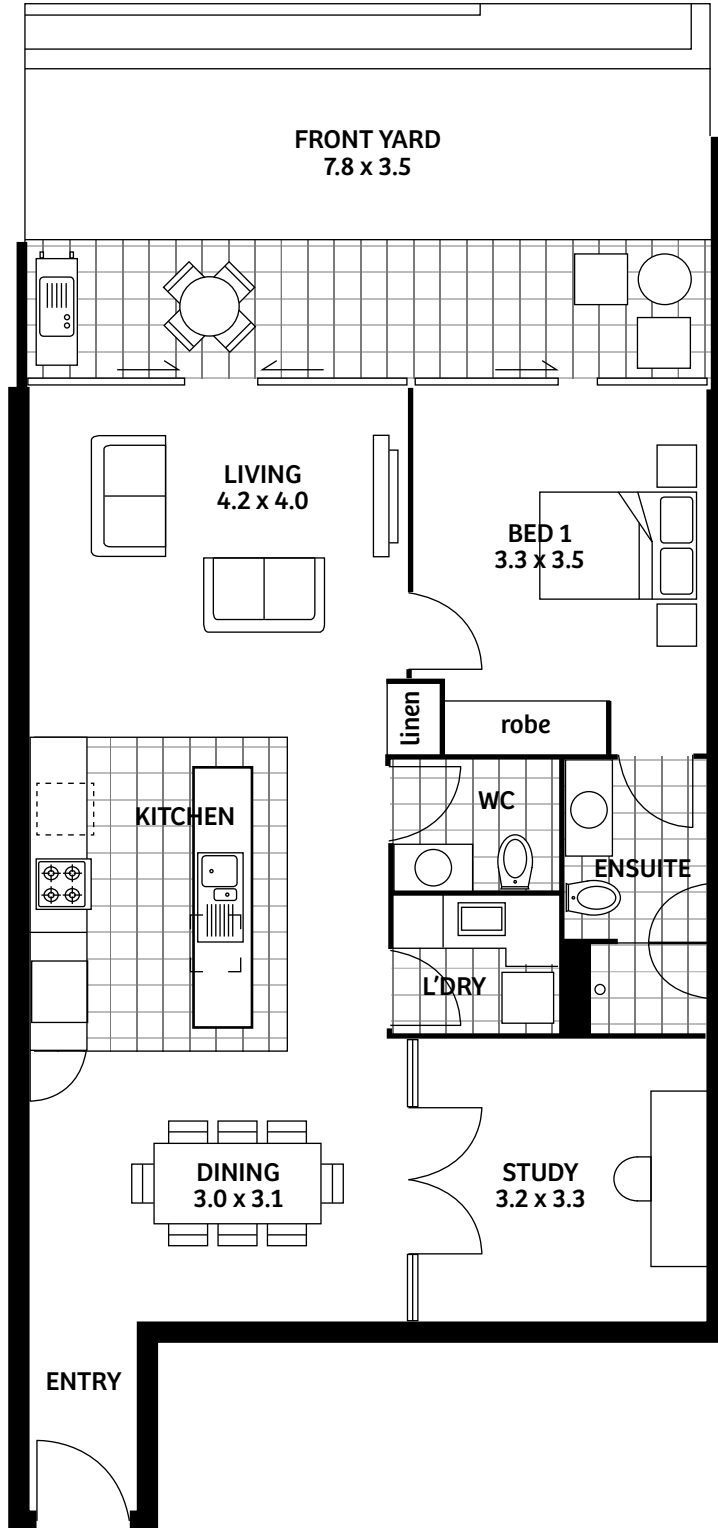 FRONT YARD
7.8 x 3.5
LIVING
4.2 x 4.0
BED 1
3.3 x 3.5
linen
robe
KITCHEN
WC
ENSUITE
L’DRY
DINING
3.0 x 3.1
STUDY
3.2 x 3.3
ENTRY